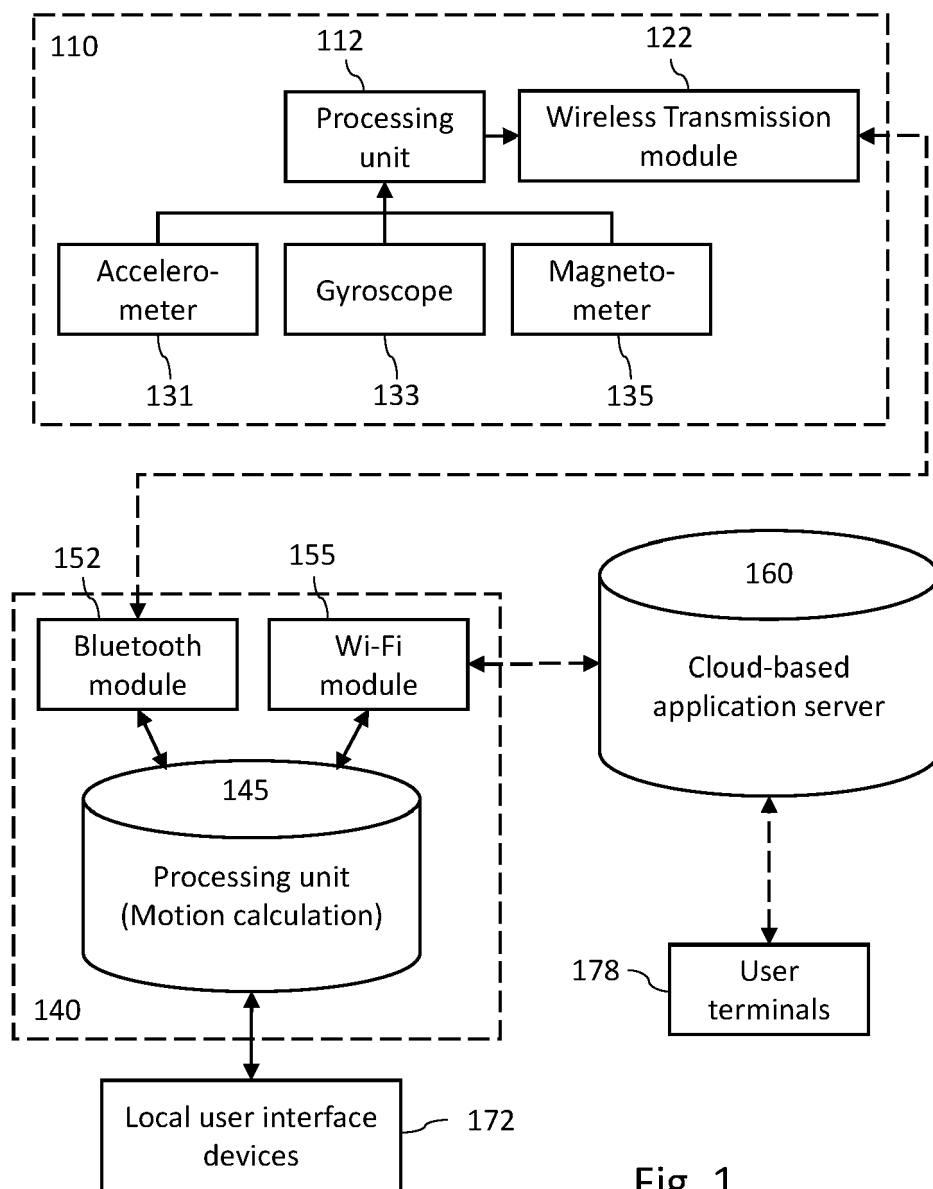 110
112
122
Processing
unit
Wireless Transmission
module
Accelero-
meter
Gyroscope
Magneto-
meter
131
133
135
152
155
160
Bluetooth
module
Wi-Fi
module
Cloud-based
application server
145
Processing unit
(Motion calculation)
140
178
User
terminals
Local user interface
devices
172
Fig. 1